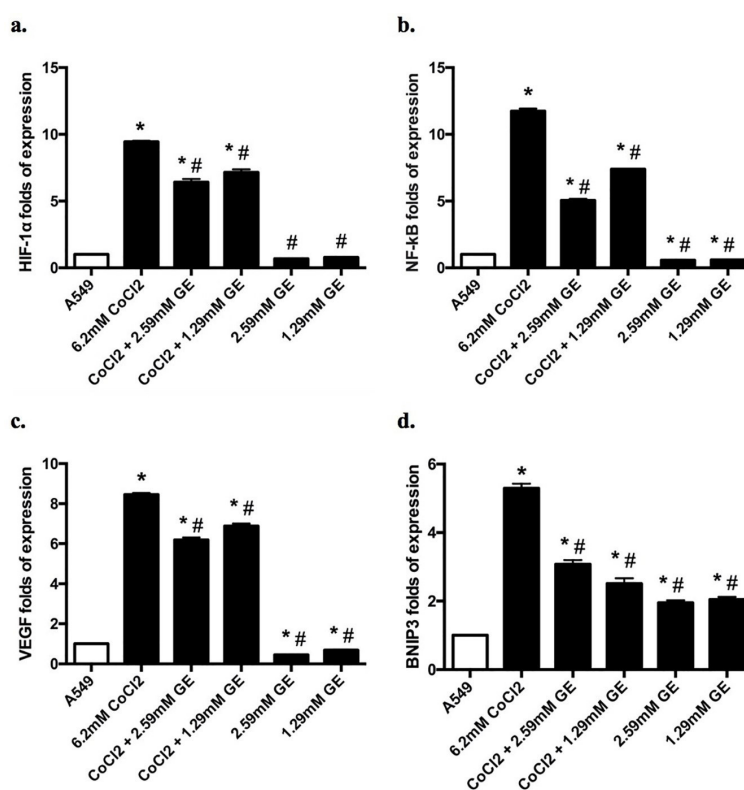 a.
HIF-1α folds of expression
15
10
5
0
*
* #
* #
#
#
A549
6.2mM CoCl2
CoCl2 + 2.59mM GE
CoCl2 + 1.29mM GE
2.59mM GE
1.29mM GE
b.
NF-kB folds of expression
15
10
5
0
*
* #
* #
* #
* #
A549
6.2mM CoCl2
CoCl2 + 2.59mM GE
CoCl2 + 1.29mM GE
2.59mM GE
1.29mM GE
c.
VEGF folds of expression
10
8
6
4
2
0
*
* #
* #
* #
* #
A549
6.2mM CoCl2
CoCl2 + 2.59mM GE
CoCl2 + 1.29mM GE
2.59mM GE
1.29mM GE
d.
BNIP3 folds of expression
6
4
2
0
*
* #
* #
* #
* #
A549
6.2mM CoCl2
CoCl2 + 2.59mM GE
CoCl2 + 1.29mM GE
2.59mM GE
1.29mM GE